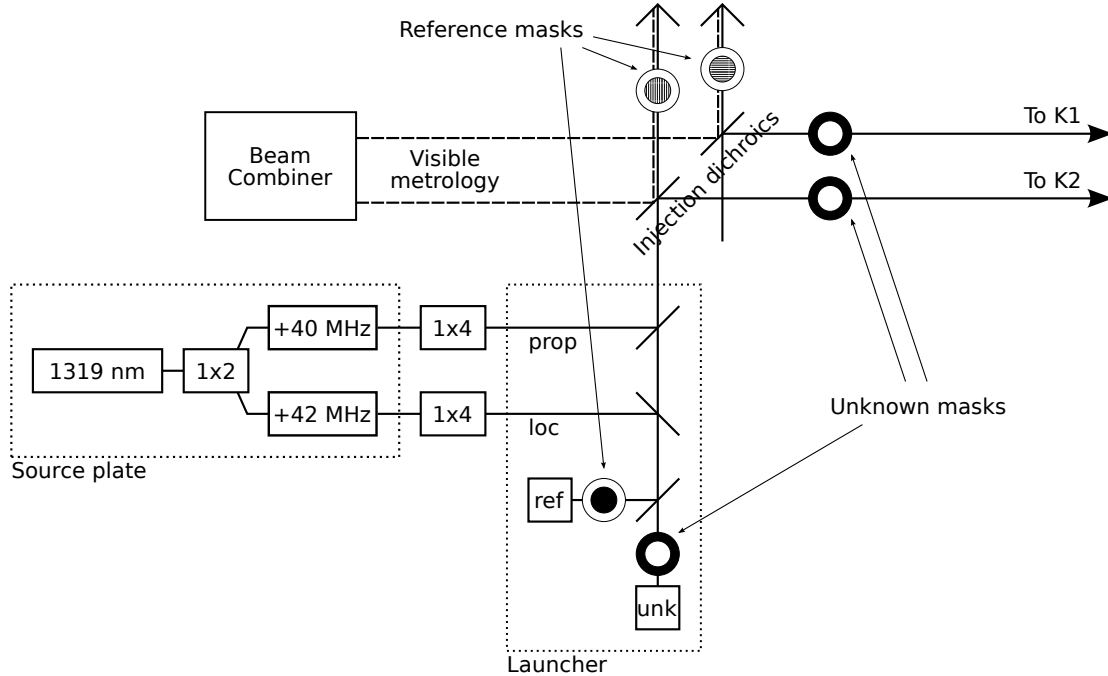 Reference masks
To K1
Beam
Combiner
Visible
metrology
To K2
Injection dichroics
+40 MHz
1x4
prop
1319 nm
1x2
+42 MHz
1x4
loc
Unknown masks
Source plate
ref
unk
Launcher